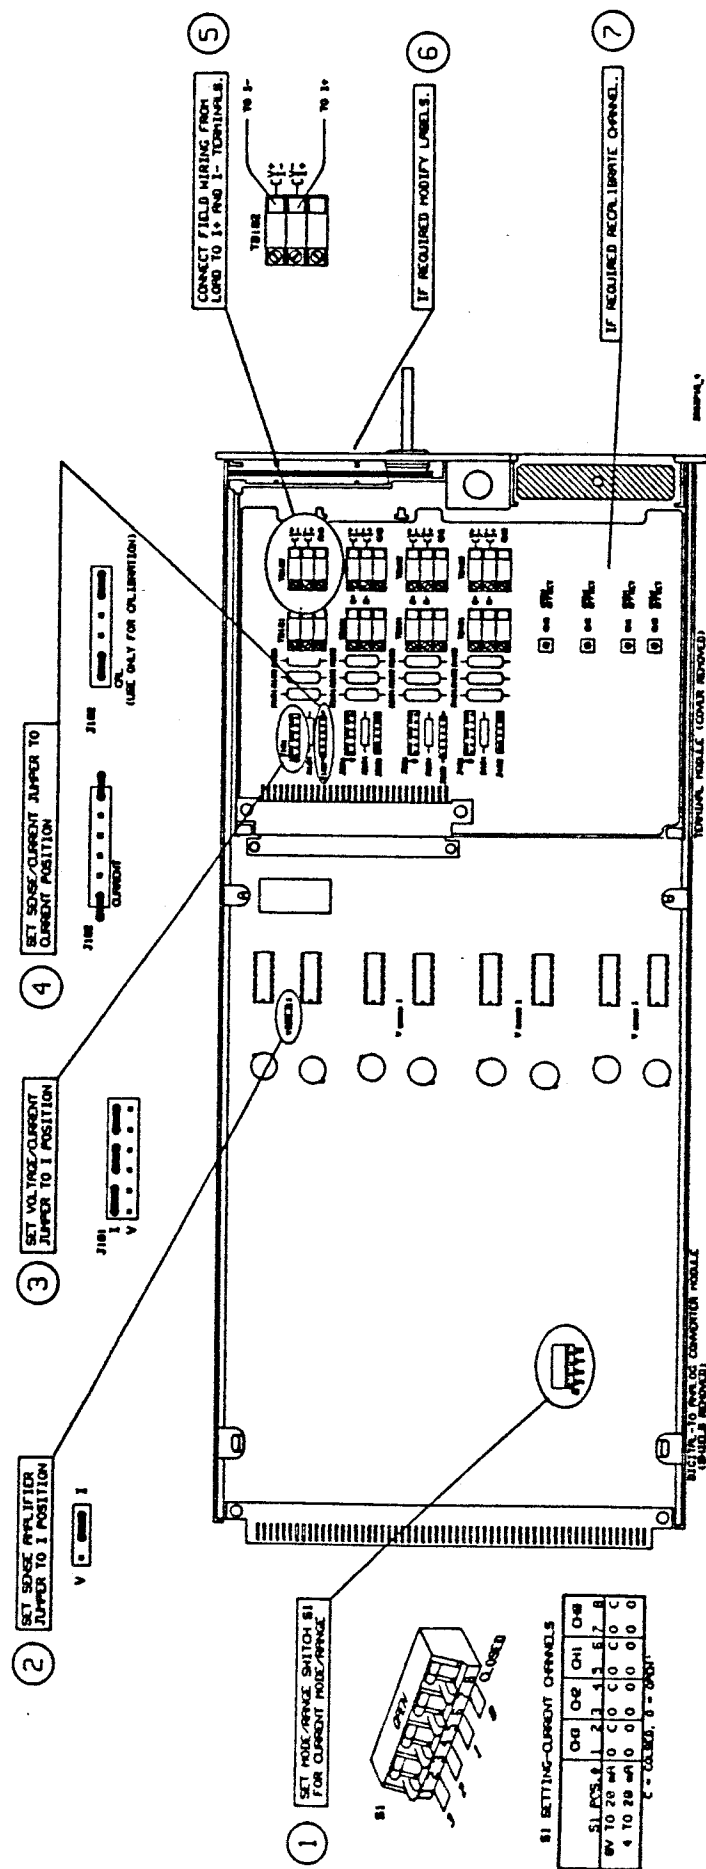 1
SET MODE/RANGE SWITCH S1
FOR CURRENT MODE/RANGE
S1
OPEN
CLOSED
S1 SETTING-CURRENT CHANNELS
CH3 CH2 CH1 CH0
S1 POS. # 1 2 3 4 5 6 7 8
0V TO 20 mA O C O C O C O C
4 TO 20 mA O O O O O O O O
C = COLSED, O = OPEN
2
SET SENSE AMPLIFIER
JUMPER TO I POSITION
V I
3
SET VOLTAGE/CURRENT
JUMPER TO I POSITION
J101
I
V
4
SET SENSE/CURRENT JUMPER TO
CURRENT POSITION
J102
CURRENT
J102
CAL
(USE ONLY FOR CALIBRATION)
5
CONNECT FIELD WIRING FROM
LOAD TO I+ AND I- TERMINALS.
TB102
V+
I-
V-
I+
TO I-
TO I+
6
IF REQUIRED MODIFY LABELS.
7
IF REQUIRED RECALIBRATE CHANNEL.
DIGITAL-TO ANALOG CONVERTER MODULE
(SHIELD REMOVED)
TERMINAL MODULE (COVER REMOVED)